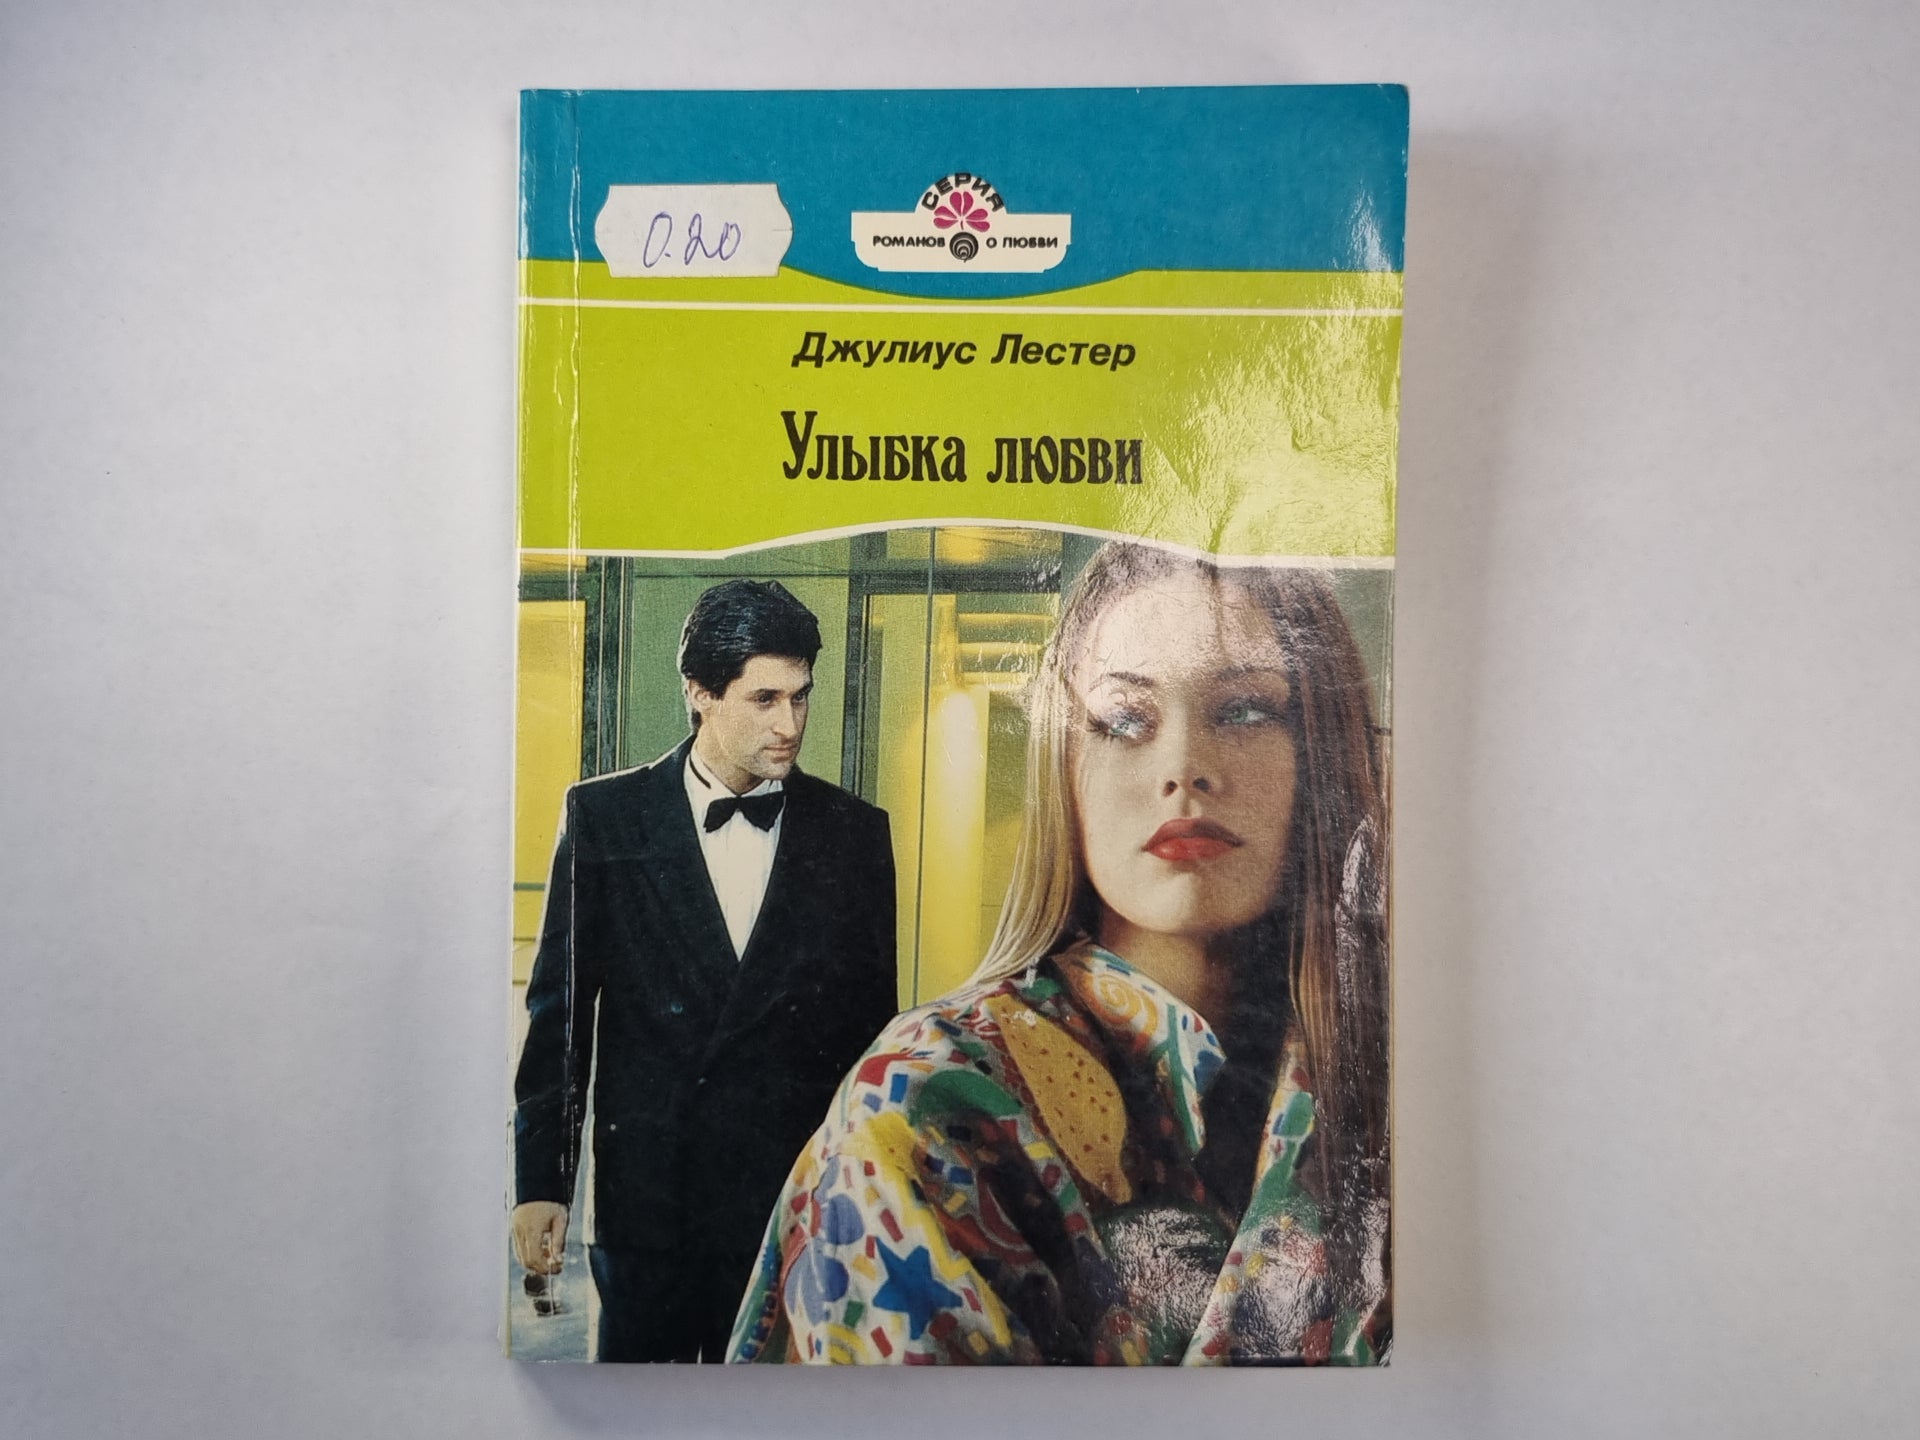 СЕРИЯ
РОМАНОВ О ЛЮБВИ
0.20
Джулиус Лестер
Улыбка любви